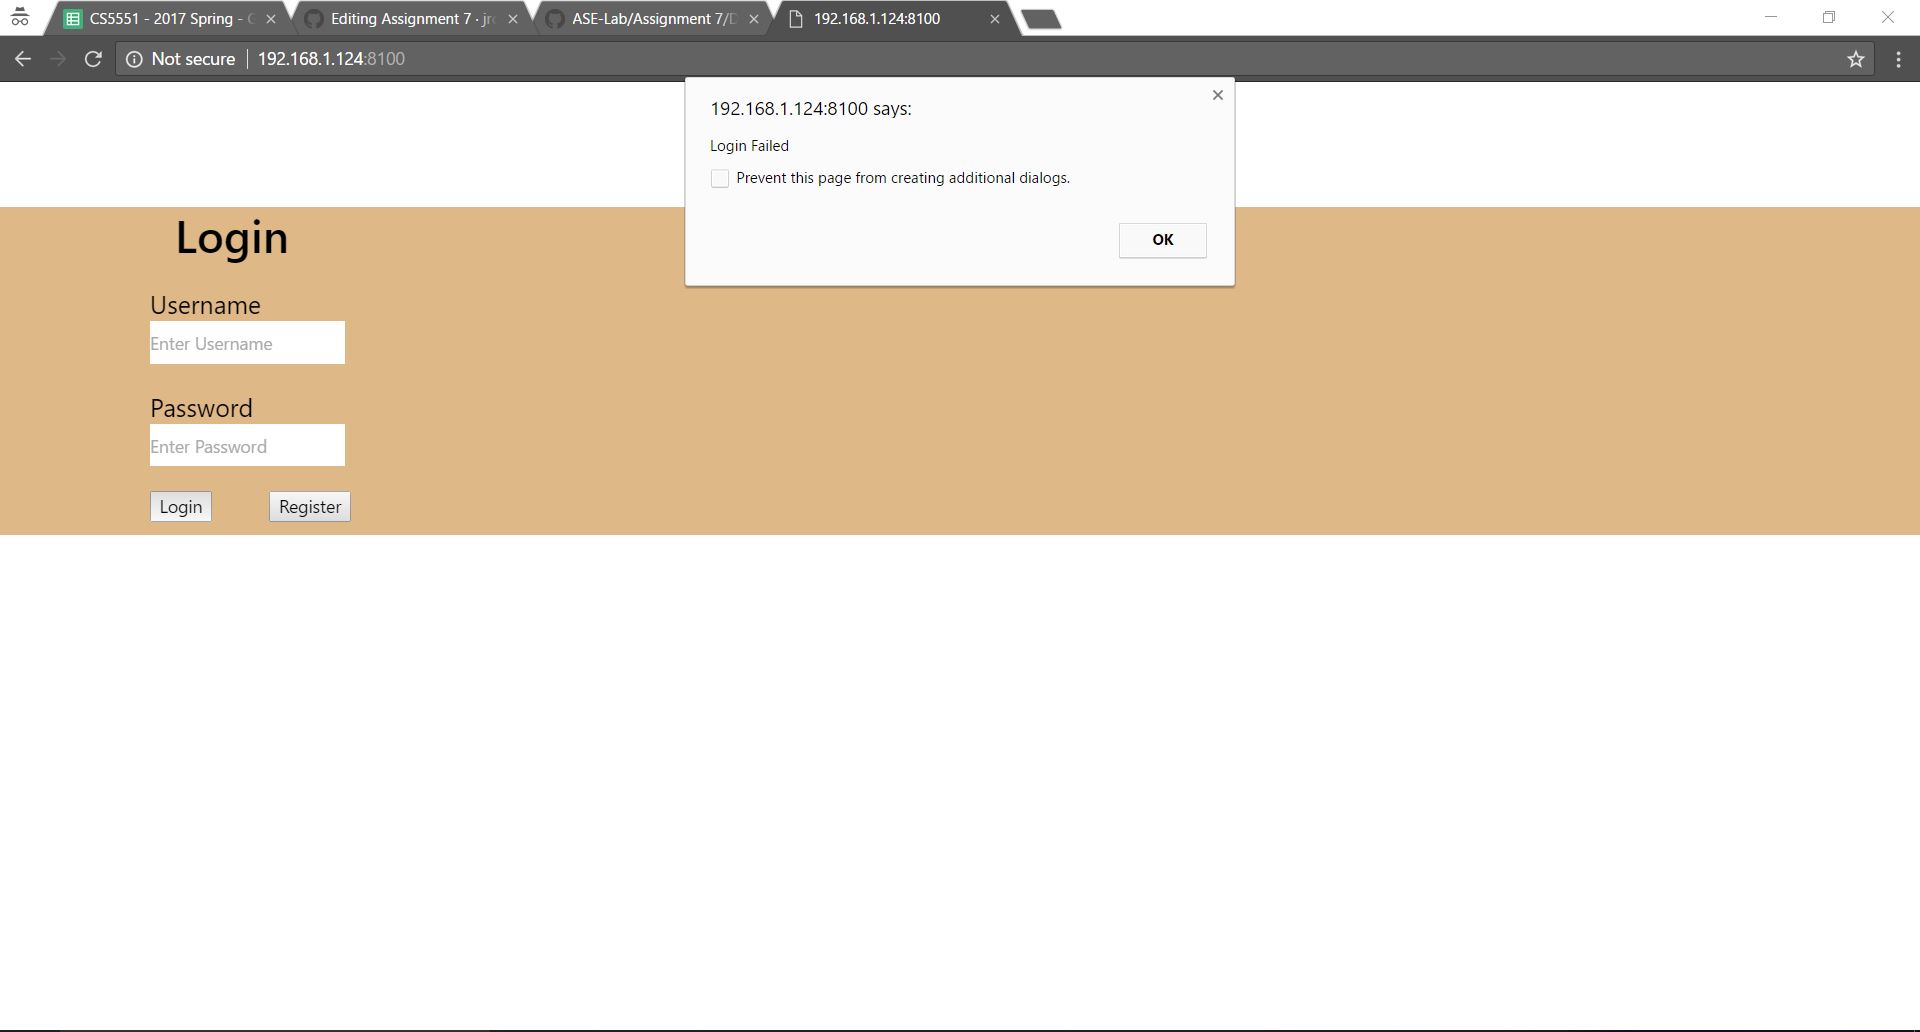 CS5551 - 2017 Spring -
Editing Assignment 7 · jr
ASE-Lab/Assignment 7/D
192.168.1.124:8100
Not secure
192.168.1.124:8100
192.168.1.124:8100 says:
Login Failed
Prevent this page from creating additional dialogs.
OK
Login
Username
Enter Username
Password
Enter Password
Login
Register